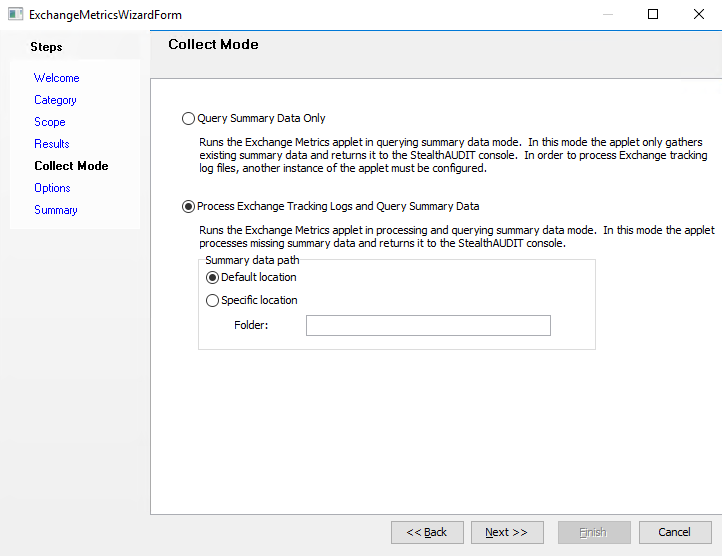 ExchangeMetricsWizardForm
Steps
Welcome
Category
Scope
Results
Collect Mode
Options
Summary
Collect Mode
Query Summary Data Only
Runs the Exchange Metrics applet in querying summary data mode. In this mode the applet only gathers
existing summary data and returns it to the StealthAUDIT console. In order to process Exchange tracking
log files, another instance of the applet must be configured.
Process Exchange Tracking Logs and Query Summary Data
Runs the Exchange Metrics applet in processing and querying summary data mode. In this mode the applet
processes missing summary data and returns it to the StealthAUDIT console.
Summary data path
Default location
Specific location
Folder:
<< Back
Next >>
Finish
Cancel